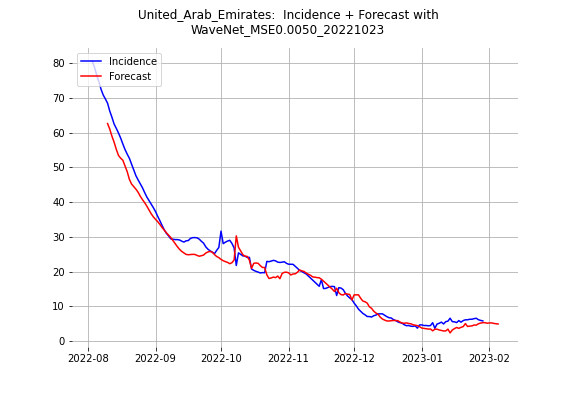 United_Arab_Emirates:  Incidence + Forecast with
WaveNet_MSE0.0050_20221023
Incidence
Forecast
80
70
60
50
40
30
20
10
0
2022-08 2022-09 2022-10 2022-11 2022-12 2023-01 2023-02